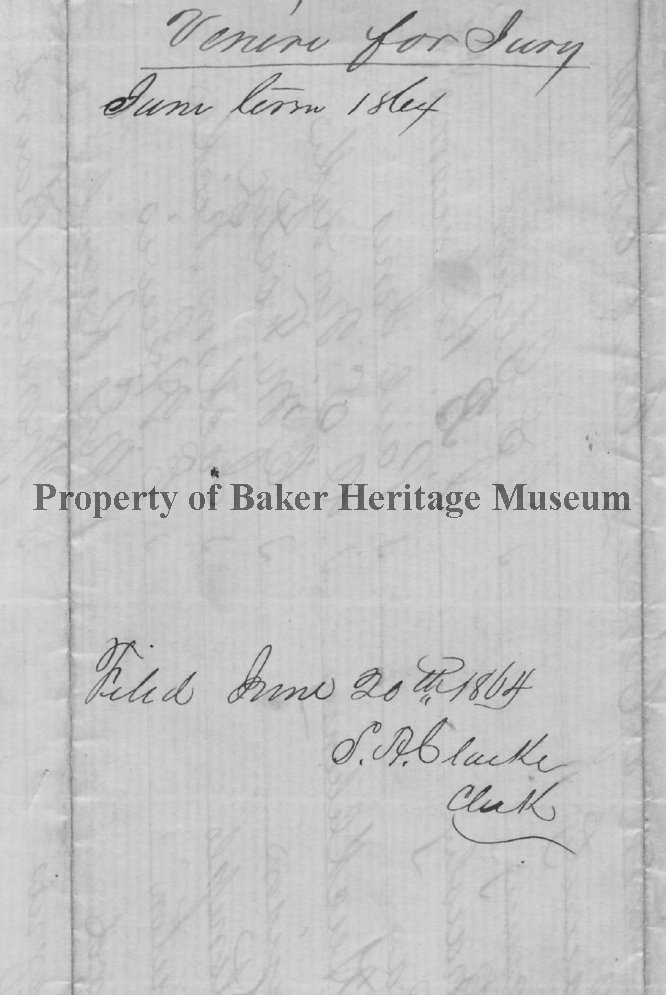 Venire for Jury
June term 1864
Property of Baker Heritage Museum
Filed June 20th 1864
S. A. Clarke
Clerk